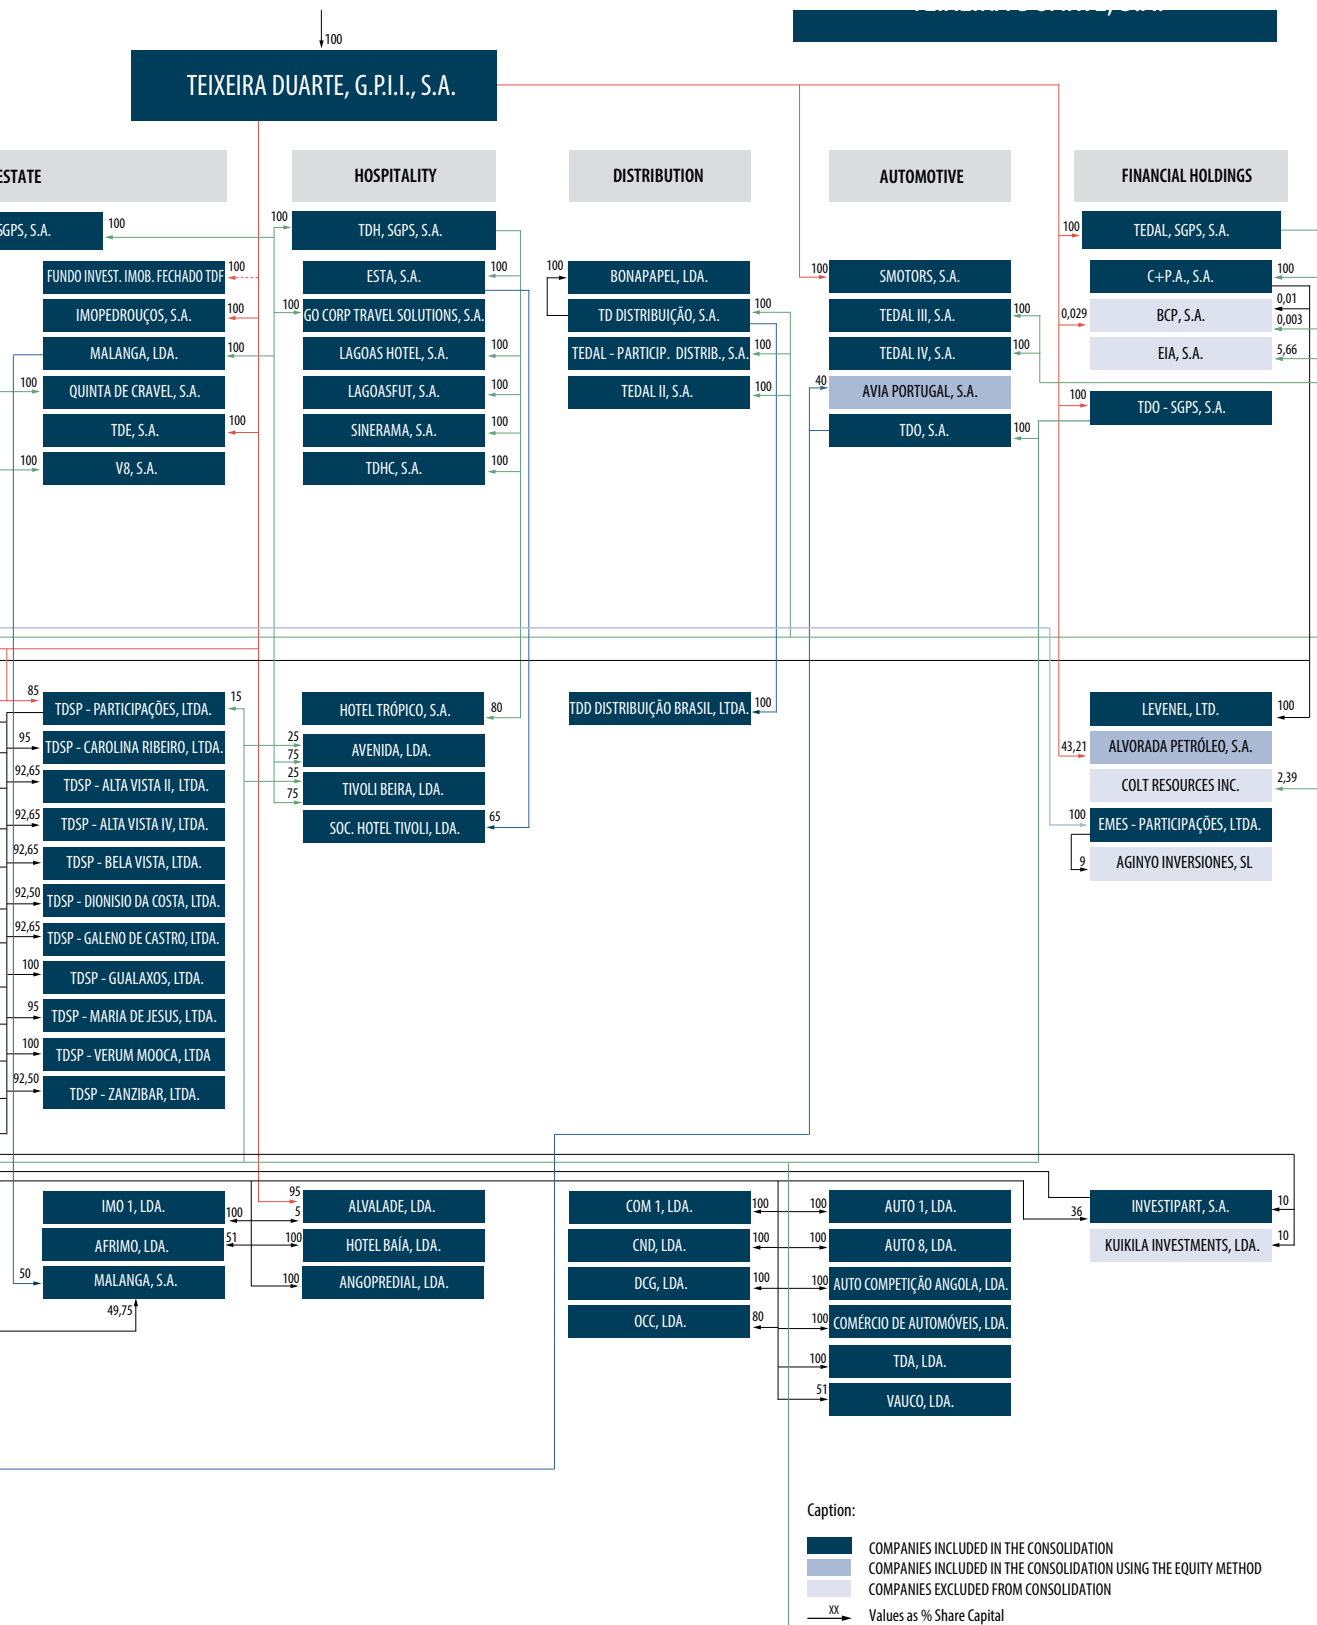 100
TEIXEIRA DUARTE, G.P.I.I., S.A.
ESTATE
HOSPITALITY
DISTRIBUTION
AUTOMOTIVE
FINANCIAL HOLDINGS
SGPS, S.A.
100
100
TDH, SGPS, S.A.
100
TEDAL, SGPS, S.A.
FUNDO INVEST. IMOB. FECHADO TDF
100
ESTA, S.A.
100
100
BONAPAPEL, LDA.
100
SMOTORS, S.A.
C+P.A., S.A.
100
IMOPEDROUÇOS, S.A.
100
100
GO CORP TRAVEL SOLUTIONS, S.A.
TD DISTRIBUIÇÃO, S.A.
100
TEDAL III, S.A.
100
0,029
BCP, S.A.
0,01
0,003
MALANGA, LDA.
100
LAGOAS HOTEL, S.A.
100
TEDAL - PARTICIP. DISTRIB., S.A.
100
TEDAL IV, S.A.
100
EIA, S.A.
5,66
100
QUINTA DE CRAVEL, S.A.
LAGOASFUT, S.A.
100
TEDAL II, S.A.
100
40
AVIA PORTUGAL, S.A.
100
TDO - SGPS, S.A.
TDE, S.A.
100
SINERAMA, S.A.
100
TDO, S.A.
100
100
V8, S.A.
TDHC, S.A.
100
85
TDSP - PARTICIPAÇÕES, LTDA.
15
HOTEL TRÓPICO, S.A.
80
TDD DISTRIBUIÇÃO BRASIL, LTDA.
100
LEVENEL, LTD.
100
95
TDSP - CAROLINA RIBEIRO, LTDA.
25
75
AVENIDA, LDA.
43,21
ALVORADA PETRÓLEO, S.A.
92,65
TDSP - ALTA VISTA II, LTDA.
25
75
TIVOLI BEIRA, LDA.
COLT RESOURCES INC.
2,39
92,65
TDSP - ALTA VISTA IV, LTDA.
SOC. HOTEL TIVOLI, LDA.
65
100
EMES - PARTICIPAÇÕES, LTDA.
92,65
TDSP - BELA VISTA, LTDA.
9
AGINYO INVERSIONES, SL
92,50
TDSP - DIONISIO DA COSTA, LTDA.
92,65
TDSP - GALENO DE CASTRO, LTDA.
100
TDSP - GUALAXOS, LTDA.
95
TDSP - MARIA DE JESUS, LTDA.
100
TDSP - VERUM MOOCA, LTDA
92,50
TDSP - ZANZIBAR, LTDA.
IMO 1, LDA.
100
95
5
ALVALADE, LDA.
COM 1, LDA.
100
100
AUTO 1, LDA.
36
INVESTIPART, S.A.
10
AFRIMO, LDA.
51
100
HOTEL BAÍA, LDA.
CND, LDA.
100
100
AUTO 8, LDA.
KUIKILA INVESTMENTS, LDA.
10
50
MALANGA, S.A.
49,75
100
ANGOPREDIAL, LDA.
DCG, LDA.
100
100
AUTO COMPETIÇÃO ANGOLA, LDA.
OCC, LDA.
80
100
COMÉRCIO DE AUTOMÓVEIS, LDA.
100
TDA, LDA.
51
VAUCO, LDA.
Caption:
COMPANIES INCLUDED IN THE CONSOLIDATION
COMPANIES INCLUDED IN THE CONSOLIDATION USING THE EQUITY METHOD
COMPANIES EXCLUDED FROM CONSOLIDATION
XX
Values as % Share Capital